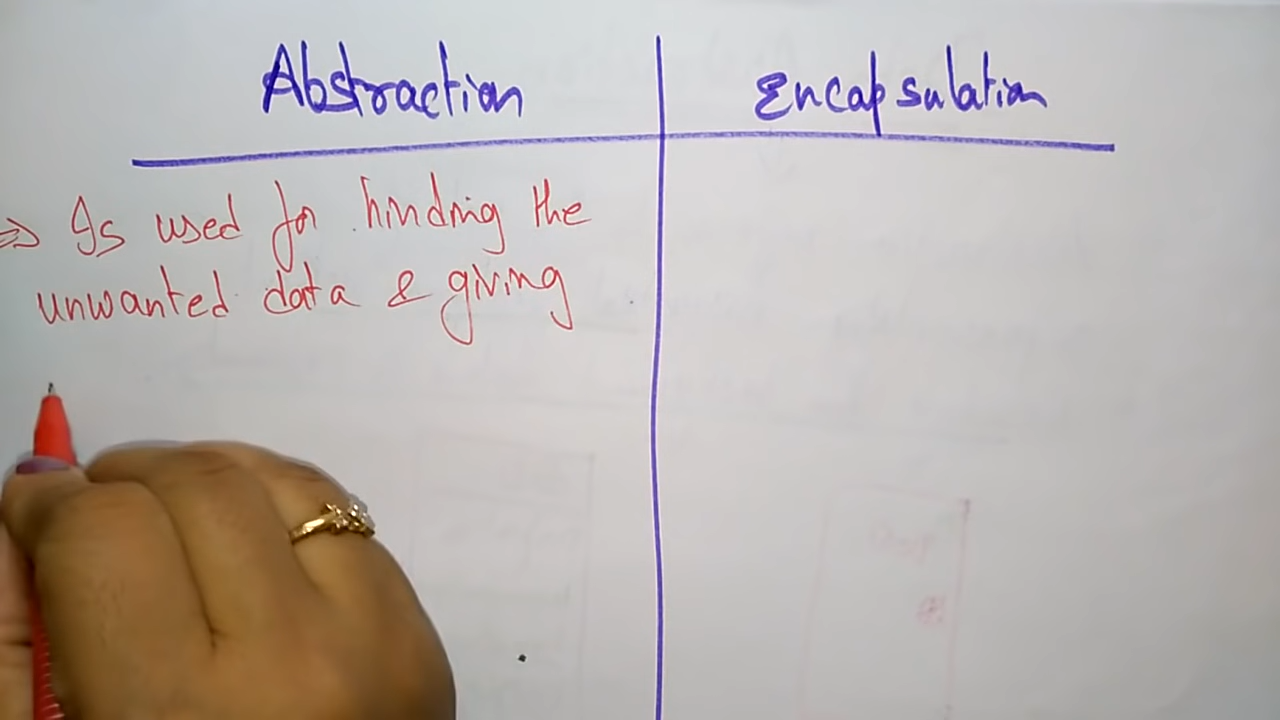 Abstraction
Encapsulation
⇒ Is used for hinding the
unwanted data & giving